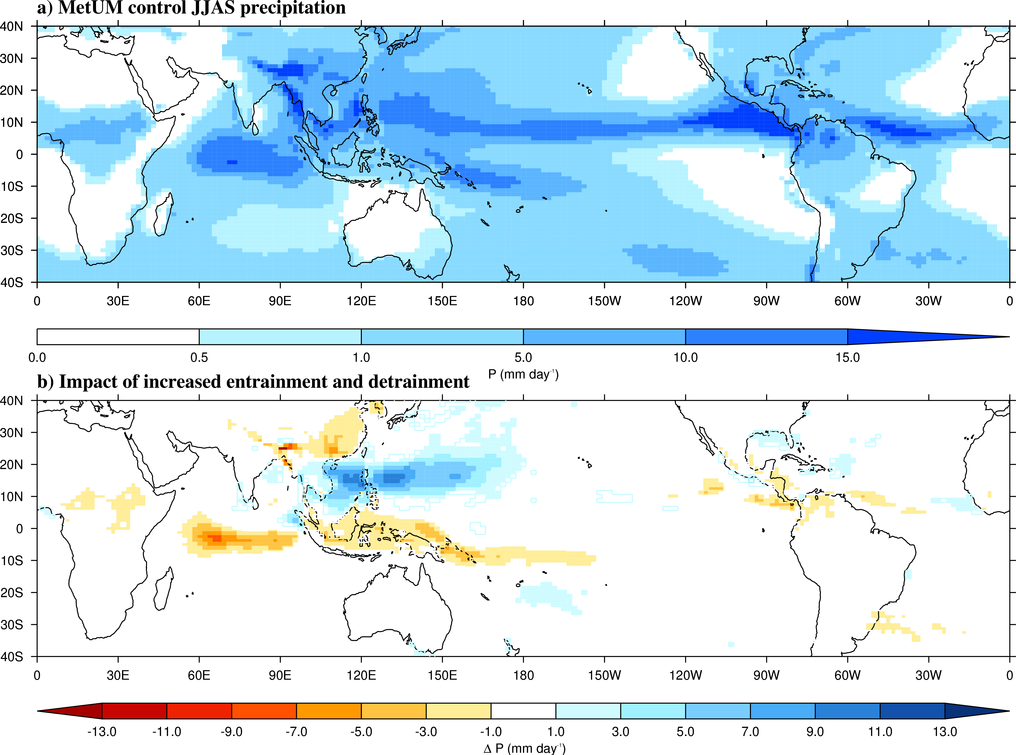 a) MetUM control JJAS precipitation
40N
30N
20N
10N
0
10S
20S
30S
40S
0 30E 60E 90E 120E 150E 180 150W 120W 90W 60W 30W 0
0.0 0.5 1.0 5.0 10.0 15.0
P (mm day⁻¹)
b) Impact of increased entrainment and detrainment
40N
30N
20N
10N
0
10S
20S
30S
40S
0 30E 60E 90E 120E 150E 180 150W 120W 90W 60W 30W 0
-13.0 -11.0 -9.0 -7.0 -5.0 -3.0 -1.0 1.0 3.0 5.0 7.0 9.0 11.0 13.0
Δ P (mm day⁻¹)